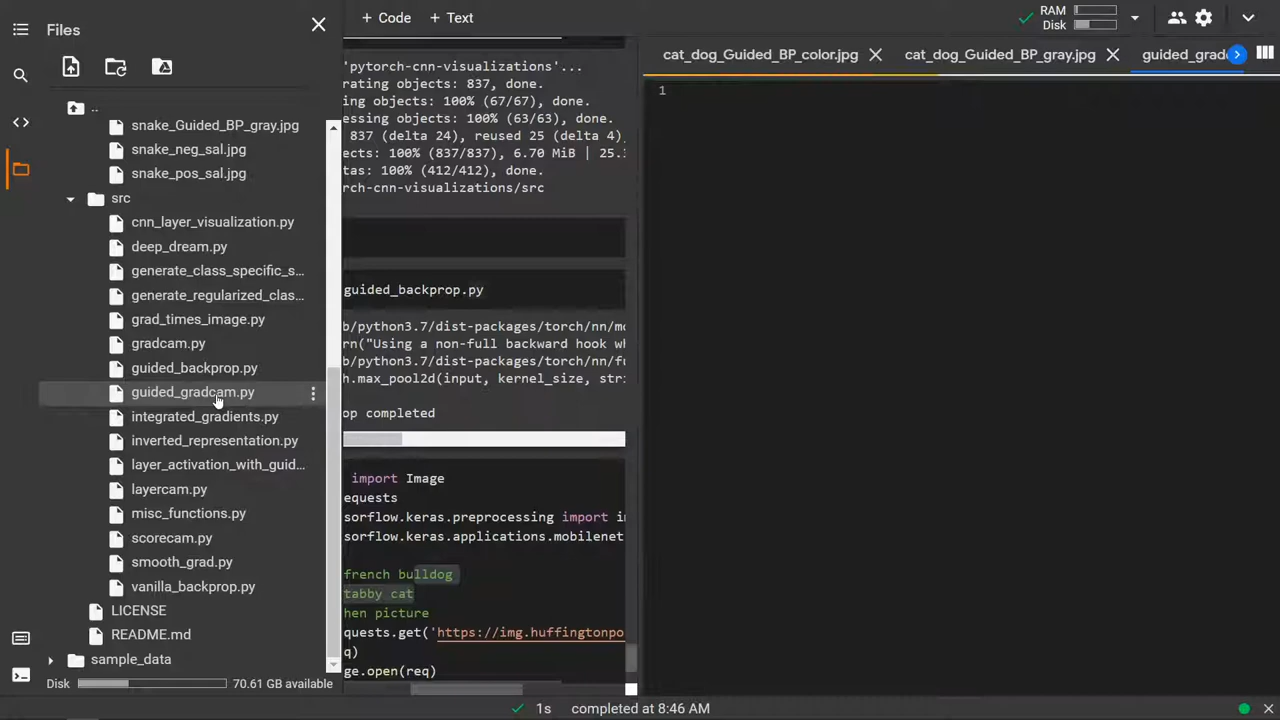 Files
+ Code + Text
RAM
Disk
cat_dog_Guided_BP_color.jpg
cat_dog_Guided_BP_gray.jpg
guided_grad
..
snake_Guided_BP_gray.jpg
snake_neg_sal.jpg
snake_pos_sal.jpg
src
cnn_layer_visualization.py
deep_dream.py
generate_class_specific_s...
generate_regularized_clas...
grad_times_image.py
gradcam.py
guided_backprop.py
guided_gradcam.py
integrated_gradients.py
inverted_representation.py
layer_activation_with_guid...
layercam.py
misc_functions.py
scorecam.py
smooth_grad.py
vanilla_backprop.py
LICENSE
README.md
sample_data
Disk 70.61 GB available
'pytorch-cnn-visualizations'...
erating objects: 837, done.
ing objects: 100% (67/67), done.
essing objects: 100% (63/63), done.
837 (delta 24), reused 25 (delta 4)
ects: 100% (837/837), 6.70 MiB | 25.
tas: 100% (412/412), done.
orch-cnn-visualizations/src
guided_backprop.py
b/python3.7/dist-packages/torch/nn/mo
rn("Using a non-full backward hook wh
b/python3.7/dist-packages/torch/nn/fu
h.max_pool2d(input, kernel_size, stri
op completed
import Image
equests
sorflow.keras.preprocessing import i
sorflow.keras.applications.mobilenet
french bulldog
tabby cat
hen picture
quests.get('https://img.huffingtonpo
q)
ge.open(req)
1
1s completed at 8:46 AM